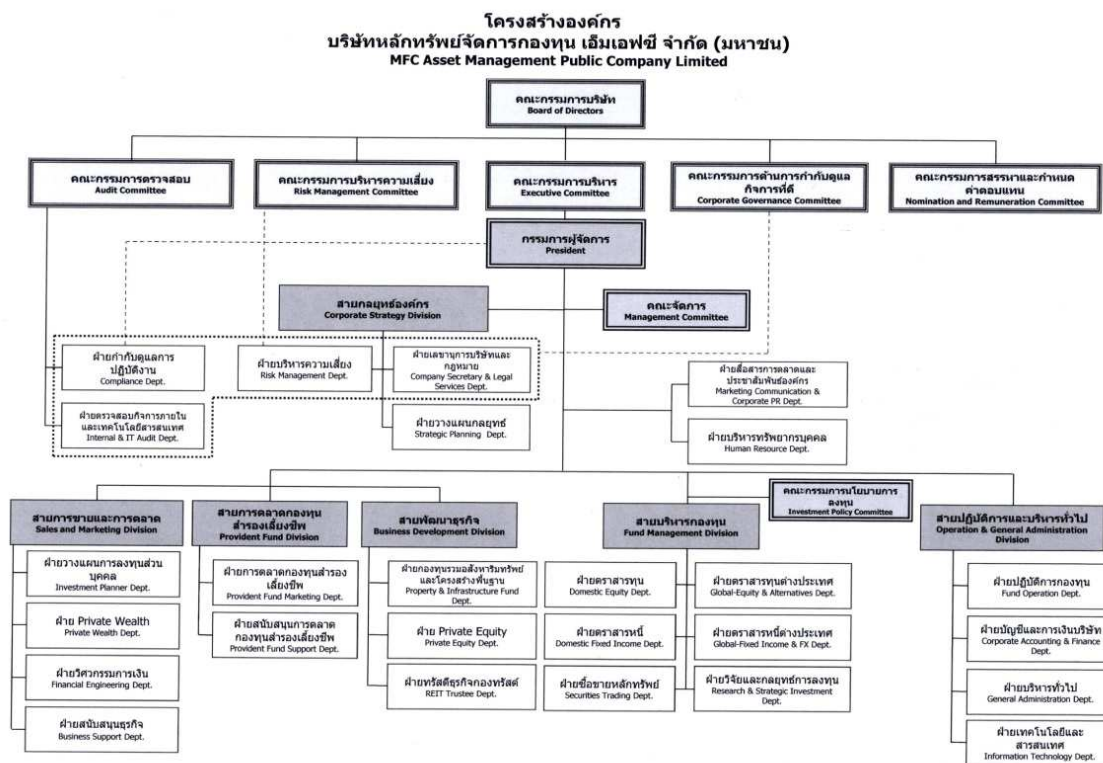 โครงสร้างองค์กร
บริษัทหลักทรัพย์จัดการกองทุน เอ็มเอฟซี จำกัด (มหาชน)
MFC Asset Management Public Company Limited
คณะกรรมการบริษัท
Board of Directors
คณะกรรมการตรวจสอบ
Audit Committee
คณะกรรมการบริหารความเสี่ยง
Risk Management Committee
คณะกรรมการบริหาร
Executive Committee
คณะกรรมการด้านการกำกับดูแล
กิจการที่ดี
Corporate Governance Committee
คณะกรรมการสรรหาและกำหนด
ค่าตอบแทน
Nomination and Remuneration Committee
กรรมการผู้จัดการ
President
สายกลยุทธ์องค์กร
Corporate Strategy Division
คณะจัดการ
Management Committee
ฝ่ายกำกับดูแลการ
ปฏิบัติงาน
Compliance Dept.
ฝ่ายบริหารความเสี่ยง
Risk Management Dept.
ฝ่ายเลขานุการบริษัทและ
กฎหมาย
Company Secretary & Legal
Services Dept.
ฝ่ายสื่อสารการตลาดและ
ประชาสัมพันธ์องค์กร
Marketing Communication &
Corporate PR Dept.
ฝ่ายตรวจสอบกิจการภายใน
และเทคโนโลยีสารสนเทศ
Internal & IT Audit Dept.
ฝ่ายวางแผนกลยุทธ์
Strategic Planning Dept.
ฝ่ายบริหารทรัพยากรบุคคล
Human Resource Dept.
คณะกรรมการนโยบายการ
ลงทุน
Investment Policy Committee
สายการขายและการตลาด
Sales and Marketing Division
สายการตลาดกองทุน
สำรองเลี้ยงชีพ
Provident Fund Division
สายพัฒนาธุรกิจ
Business Development Division
สายบริหารกองทุน
Fund Management Division
สายปฏิบัติการและบริหารทั่วไป
Operation & General Administration
Division
ฝ่ายวางแผนการลงทุนส่วน
บุคคล
Investment Planner Dept.
ฝ่าย Private Wealth
Private Wealth Dept.
ฝ่ายวิศวกรรมการเงิน
Financial Engineering Dept.
ฝ่ายสนับสนุนธุรกิจ
Business Support Dept.
ฝ่ายการตลาดกองทุนสำรอง
เลี้ยงชีพ
Provident Fund Marketing Dept.
ฝ่ายสนับสนุนการตลาด
กองทุนสำรองเลี้ยงชีพ
Provident Fund Support Dept.
ฝ่ายกองทุนรวมอสังหาริมทรัพย์
และโครงสร้างพื้นฐาน
Property & Infrastructure Fund
Dept.
ฝ่าย Private Equity
Private Equity Dept.
ฝ่ายทรัสตีธุรกิจกองทรัสต์
REIT Trustee Dept.
ฝ่ายตราสารทุน
Domestic Equity Dept.
ฝ่ายตราสารหนี้
Domestic Fixed Income Dept.
ฝ่ายซื้อขายหลักทรัพย์
Securities Trading Dept.
ฝ่ายตราสารทุนต่างประเทศ
Global-Equity & Alternatives Dept.
ฝ่ายตราสารหนี้ต่างประเทศ
Global-Fixed Income & FX Dept.
ฝ่ายวิจัยและกลยุทธ์การลงทุน
Research & Strategic Investment
Dept.
ฝ่ายปฏิบัติการกองทุน
Fund Operation Dept.
ฝ่ายบัญชีและการเงินบริษัท
Corporate Accounting & Finance
Dept.
ฝ่ายบริหารทั่วไป
General Administration Dept.
ฝ่ายเทคโนโลยีและ
สารสนเทศ
Information Technology Dept.